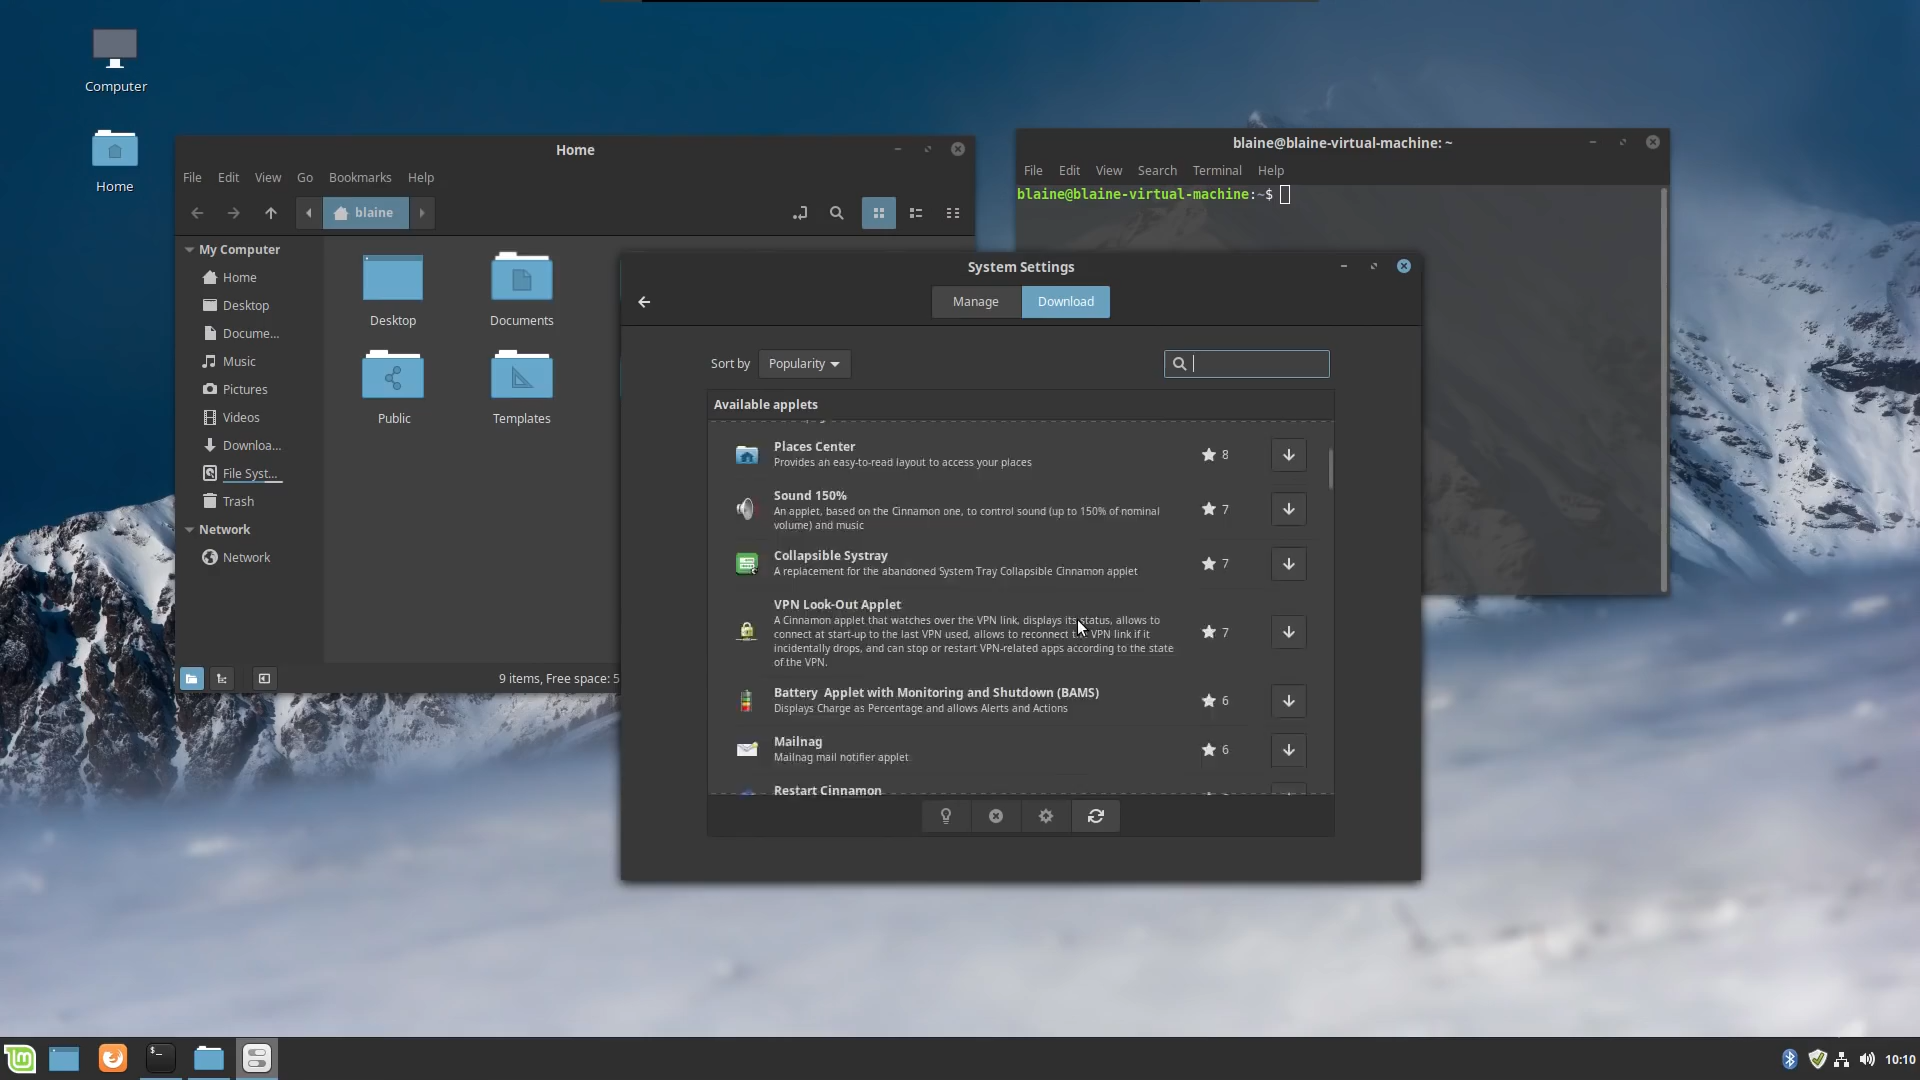 Computer
Home
Home
File Edit View Go Bookmarks Help
blaine
My Computer
Home
Desktop
Docume...
Music
Pictures
Videos
Downloa...
File Syst...
Trash
Network
Network
Desktop
Documents
Public
Templates
9 items, Free space: 5
blaine@blaine-virtual-machine: ~
File Edit View Search Terminal Help
blaine@blaine-virtual-machine:~$
System Settings
Manage
Download
Sort by
Popularity
Available applets
Places Center
Provides an easy-to-read layout to access your places
8
Sound 150%
An applet, based on the Cinnamon one, to control sound (up to 150% of nominal
volume) and music
7
Collapsible Systray
A replacement for the abandoned System Tray Collapsible Cinnamon applet
7
VPN Look-Out Applet
A Cinnamon applet that watches over the VPN link, displays its status, allows to
connect at start-up to the last VPN used, allows to reconnect VPN link if it
incidentally drops, and can stop or restart VPN-related apps according to the state
of the VPN.
7
Battery Applet with Monitoring and Shutdown (BAMS)
Displays Charge as Percentage and allows Alerts and Actions
6
Mailnag
Mailnag mail notifier applet
6
Restart Cinnamon
10:10